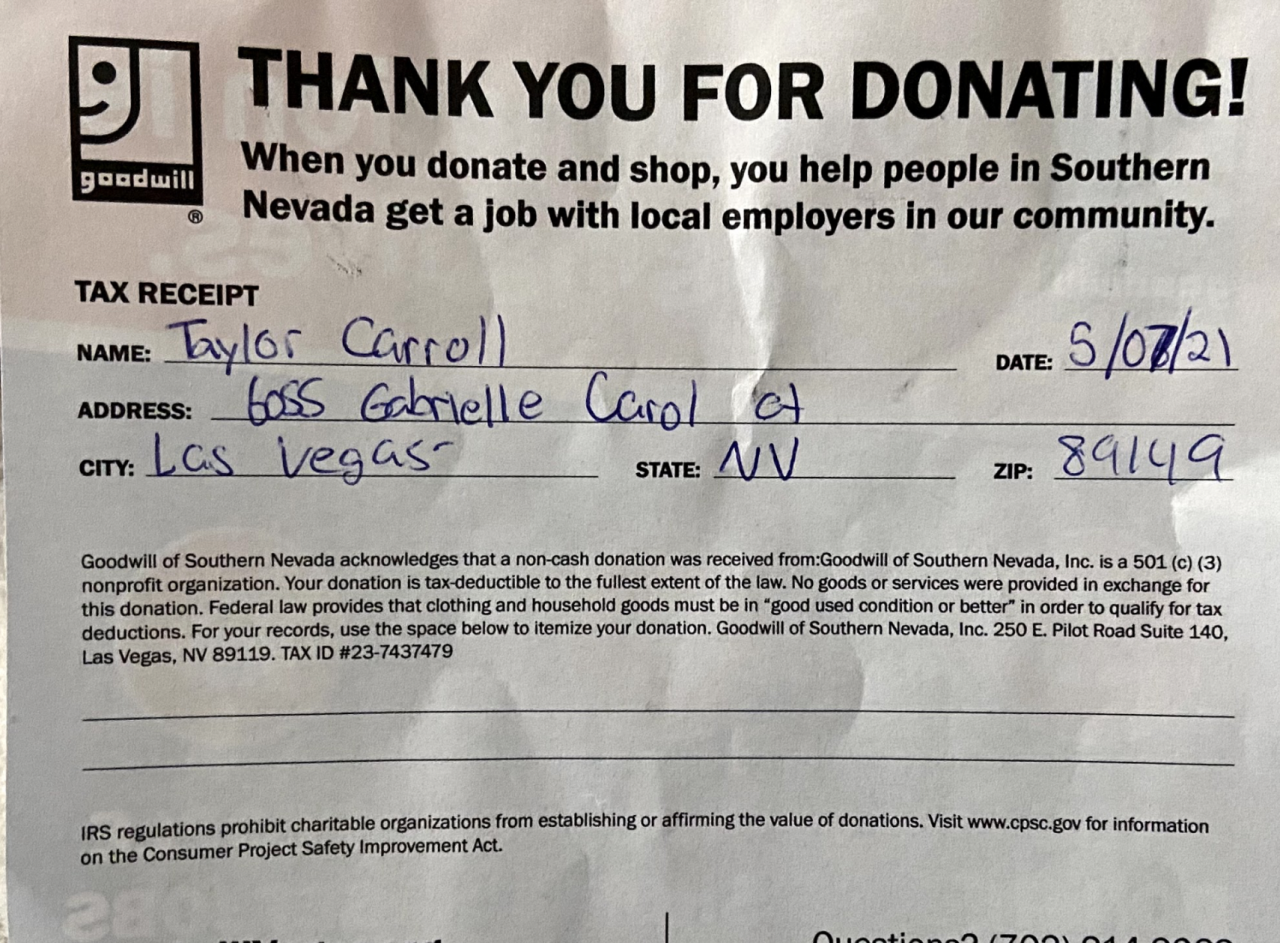 goodwill
®
THANK YOU FOR DONATING!
When you donate and shop, you help people in Southern
Nevada get a job with local employers in our community.
TAX RECEIPT
NAME: Taylor Carroll DATE: 5/07/21
ADDRESS: 6055 Gabrielle Carol ct
CITY: Las Vegas STATE: NV ZIP: 89149
Goodwill of Southern Nevada acknowledges that a non-cash donation was received from:Goodwill of Southern Nevada, Inc. is a 501 (c) (3)
nonprofit organization. Your donation is tax-deductible to the fullest extent of the law. No goods or services were provided in exchange for
this donation. Federal law provides that clothing and household goods must be in “good used condition or better” in order to qualify for tax
deductions. For your records, use the space below to itemize your donation. Goodwill of Southern Nevada, Inc. 250 E. Pilot Road Suite 140,
Las Vegas, NV 89119. TAX ID #23-7437479
IRS regulations prohibit charitable organizations from establishing or affirming the value of donations. Visit www.cpsc.gov for information
on the Consumer Project Safety Improvement Act.
Questions? (702)